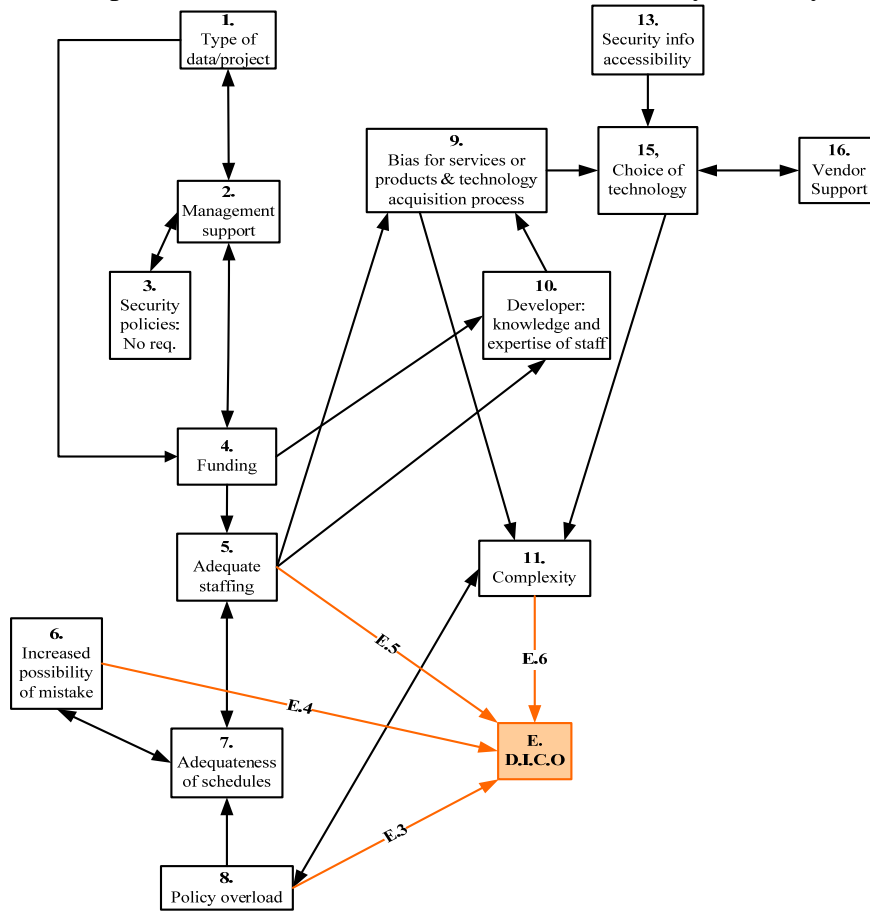 1.
Type of
data/project
13.
Security info
accessibility
9.
Bias for services or
products & technology
acquisition process
15,
Choice of
technology
16.
Vendor
Support
2.
Management
support
3.
Security
policies:
No req.
10.
Developer:
knowledge and
expertise of staff
4.
Funding
5.
Adequate
staffing
11.
Complexity
6.
Increased
possibility
of mistake
E.5
E.6
E.4
7.
Adequateness
of schedules
E.
D.I.C.O
E.3
8.
Policy overload